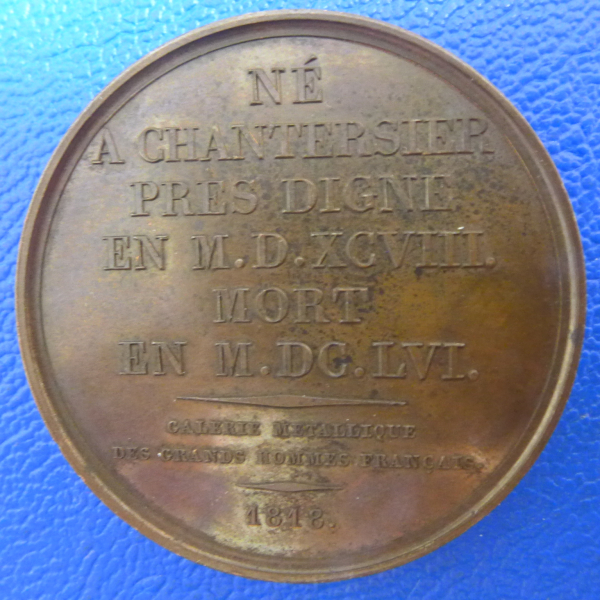 NÉ
A CHANTERSIER
PRES DIGNE
EN M.D.XCVIII.
MORT
EN M.DC.LVI.
GALERIE METALLIQUE
DES GRANDS HOMMES FRANÇAIS.
1818.